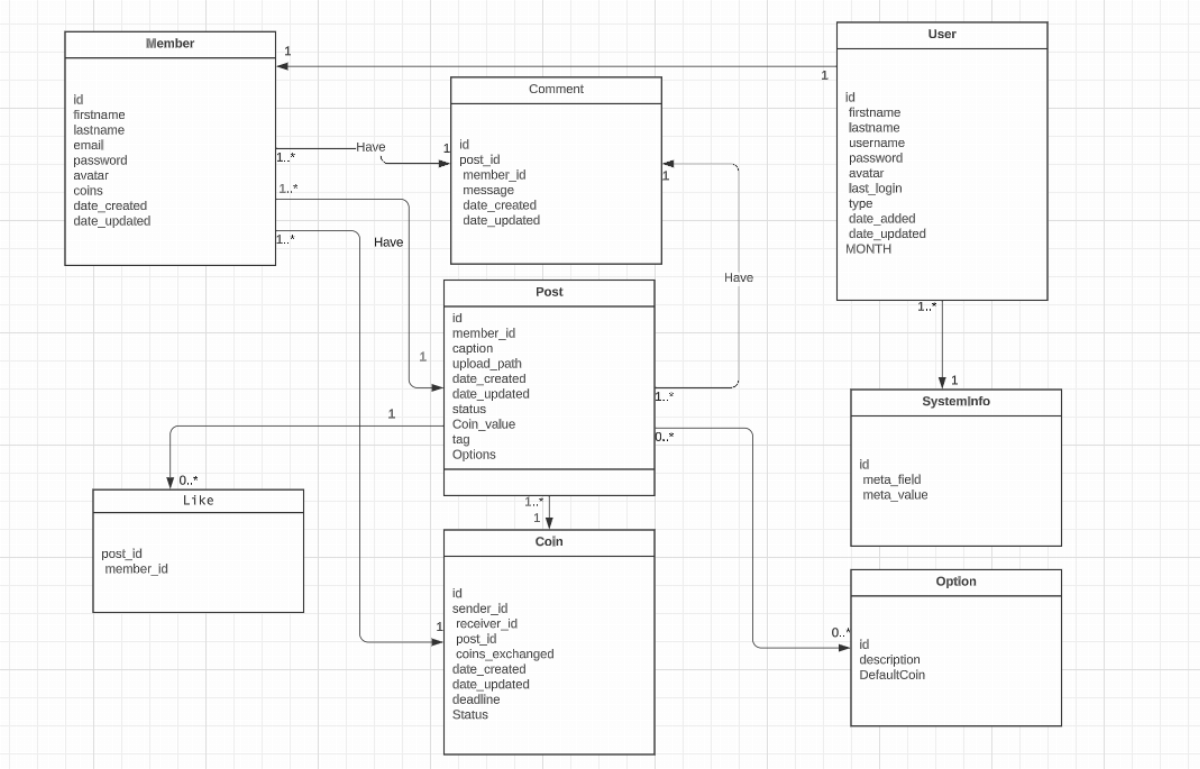 Member
id
firstname
lastname
email
password
avatar
coins
date_created
date_updated
1
1
User
id
firstname
lastname
username
password
avatar
last_login
type
date_added
date_updated
MONTH
Comment
id
post_id
member_id
message
date_created
date_updated
Have
1..*
1
1..*
1..*
Have
1
1
Have
1..*
Post
id
member_id
caption
upload_path
date_created
date_updated
status
Coin_value
tag
Options
1..*
1
SystemInfo
id
meta_field
meta_value
1
0..*
Like
post_id
member_id
0..*
0..*
1..*
1
Coin
id
sender_id
receiver_id
post_id
coins_exchanged
date_created
date_updated
deadline
Status
1
Option
id
description
DefaultCoin